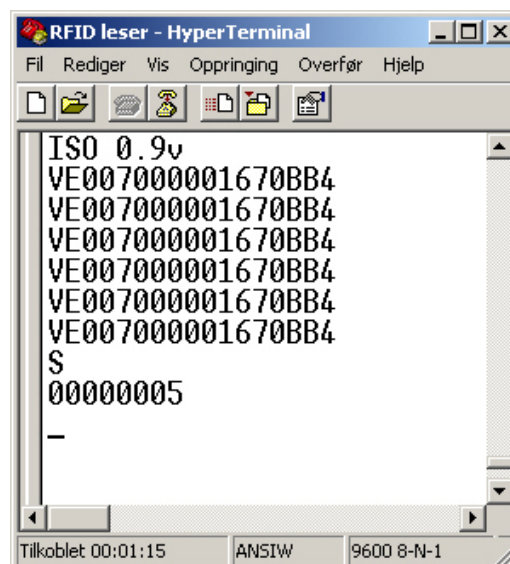 RFID leser - HyperTerminal
Fil Rediger Vis Oppringing Overfør Hjelp
ISO 0.9v
VE007000001670BB4
VE007000001670BB4
VE007000001670BB4
VE007000001670BB4
VE007000001670BB4
VE007000001670BB4
S
00000005
_
Tilkoblet 00:01:15 ANSIW 9600 8-N-1